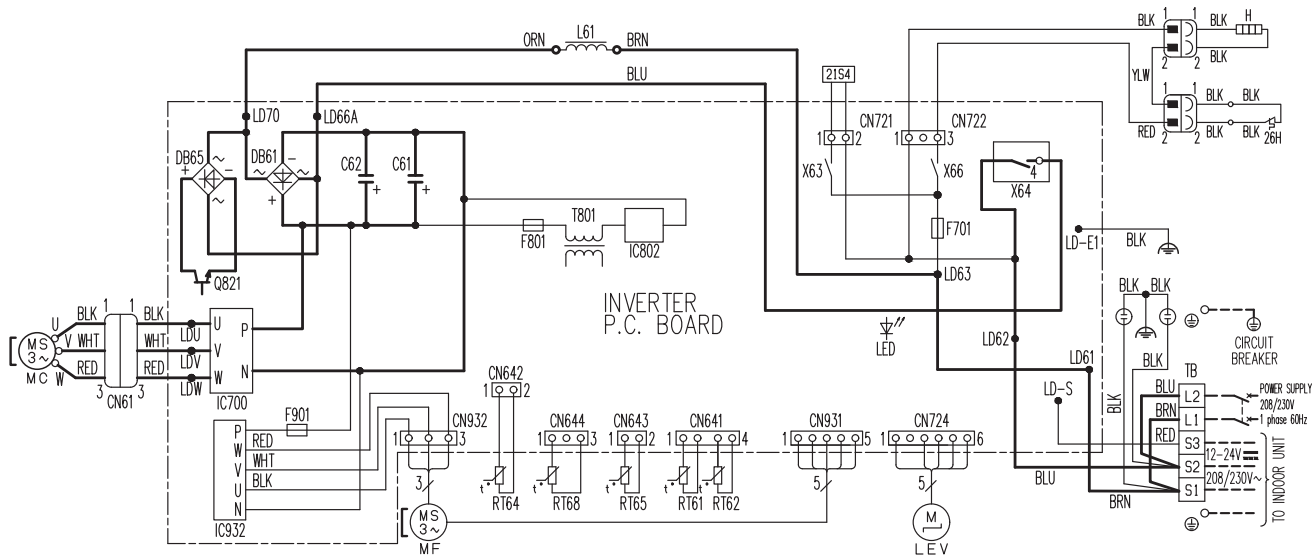 ORN L61 BRN
BLU
BLK 1 1 BLK H
BLK
2 2
YLW
1 1 BLK BLK
RED 2 2 BLK BLK 26H
21S4
LD70 LD66A
CN721 CN722
1 2 1 3
DB65 ~ + - ~
DB61 - ~ ~ +
C62 + C61 +
X63 X66
4
X64
F801 T801 IC802
F701
LD-E1 BLK
Q821
LD63
INVERTER
P.C. BOARD
LED
LD62
LD61
LD-S
BLK BLK
BLK BLK
CIRCUIT
BREAKER
U BLK 1 1 BLK LDU U P
MS
3~
V WHT WHT LDV V
MC W RED 3 3 RED LDW W N
CN61
IC700
TB
BLU L2
BRN L1
RED S3
S2
S1
POWER SUPPLY
208/230V
1 phase 60Hz
12-24V
208/230V~
TO INDOOR UNIT
BLU
BRN
P F901
W RED
V WHT
U BLK
N
IC932
CN932
1 3
3
MS
3~
MF
CN642
1 2
t° RT64
CN644
1 3
t° RT68
CN643
1 2
t° RT65
CN641
1 4
t° RT61 t° RT62
CN931
1 5
5
CN724
1 6
5
M
LEV